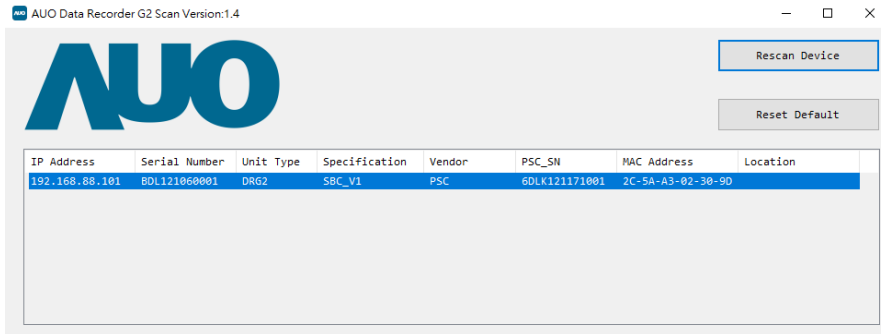 AUO AUO Data Recorder G2 Scan Version:1.4
AUO
Rescan Device
Reset Default
IP Address Serial Number Unit Type Specification Vendor PSC_SN MAC Address Location
192.168.88.101 BDL121060001 DRG2 SBC_V1 PSC 6DLK121171001 2C-5A-A3-02-30-9D